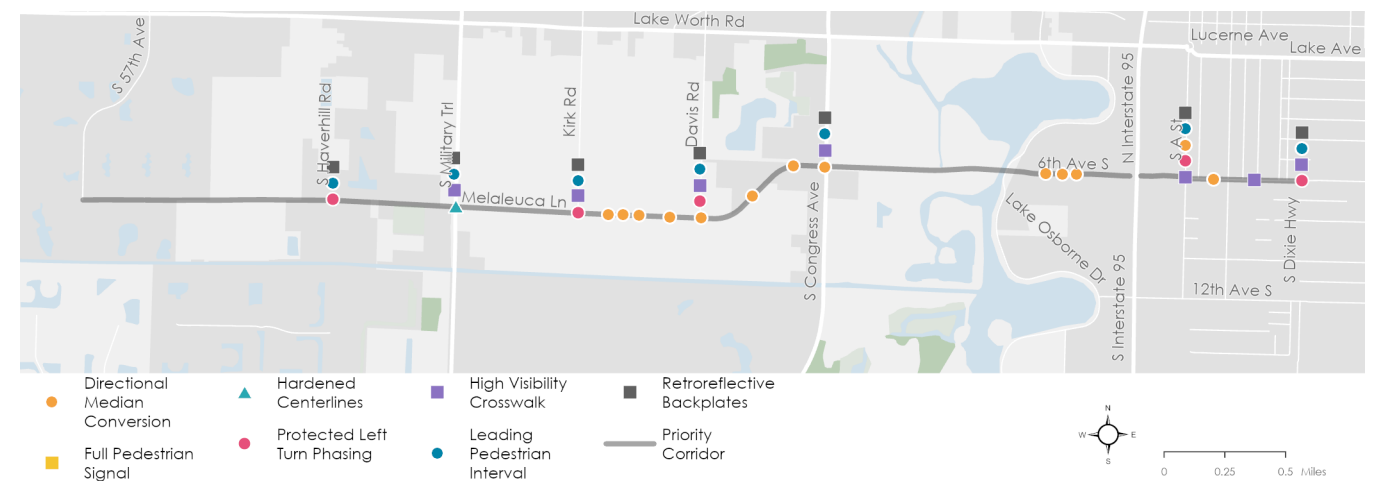 Lake Worth Rd
Lucerne Ave
Lake Ave
S 57th Ave
S Haverhill Rd
S Military Trl
Kirk Rd
Davis Rd
N Interstate 95
S A St
6th Ave S
Melaleuca Ln
S Congress Ave
Lake Osborne Dr
S Interstate 95
12th Ave S
S Dixie Hwy
Directional
Median
Conversion
Full Pedestrian
Signal
Hardened
Centerlines
Protected Left
Turn Phasing
High Visibility
Crosswalk
Leading
Pedestrian
Interval
Retroreflective
Backplates
Priority
Corridor
N
W E
S
0 0.25 0.5 Miles